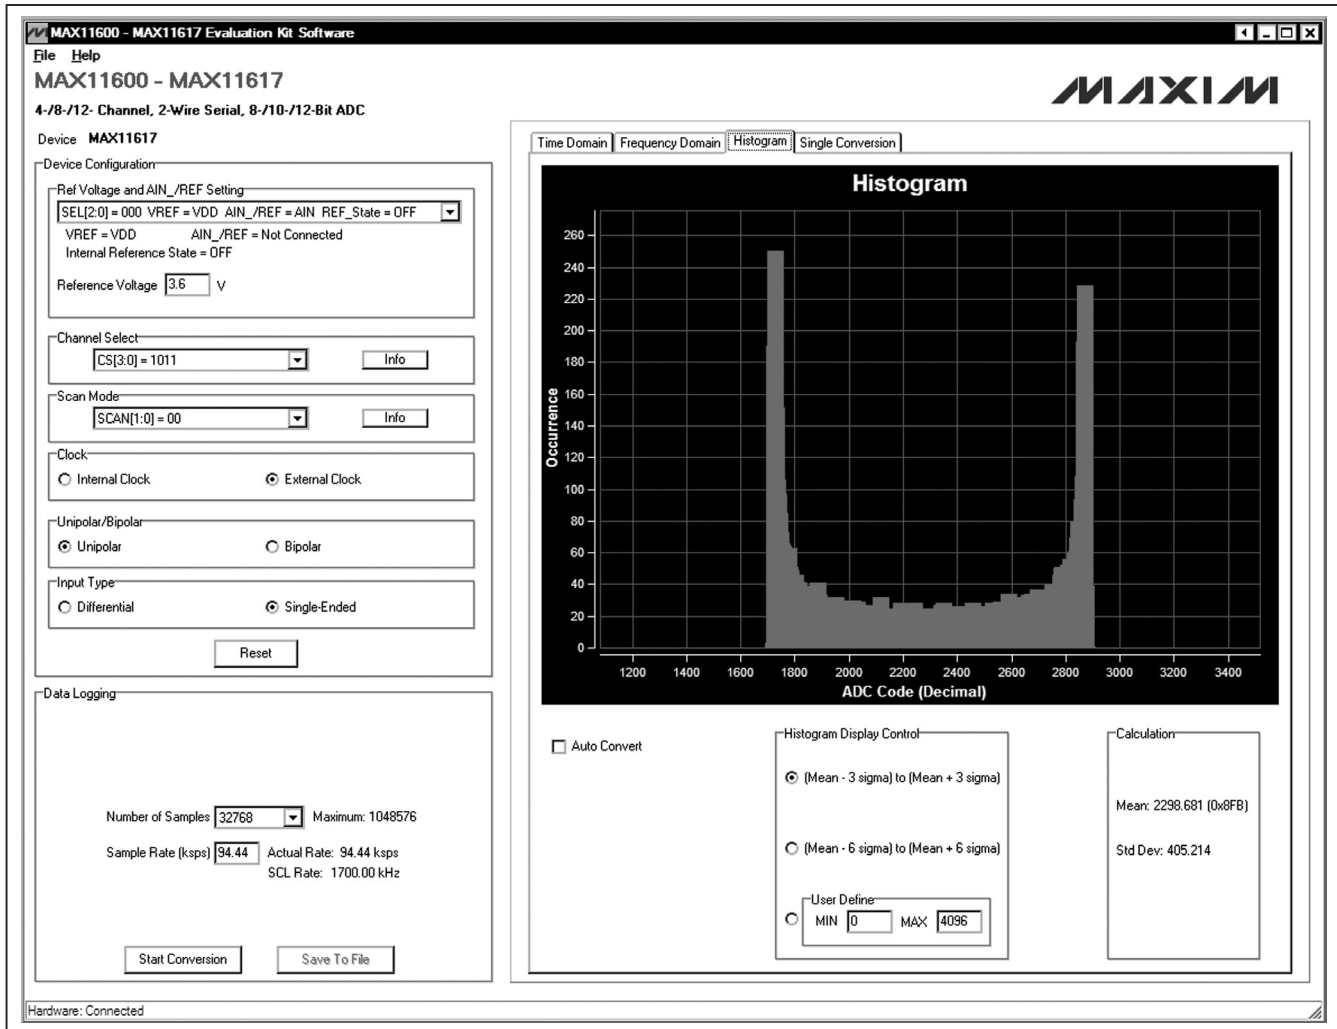 MAX11600 - MAX11617 Evaluation Kit Software
File Help
MAX11600 - MAX11617
4-/8-/12- Channel, 2-Wire Serial, 8-/10-/12-Bit ADC
MAXIM
Device MAX11617
Device Configuration
Ref Voltage and AIN_/REF Setting
SEL[2:0] = 000 VREF = VDD AIN_/REF = AIN REF_State = OFF
VREF = VDD AIN_/REF = Not Connected
Internal Reference State = OFF
Reference Voltage 3.6 V
Channel Select
CS[3:0] = 1011 Info
Scan Mode
SCAN[1:0] = 00 Info
Clock
Internal Clock External Clock
Unipolar/Bipolar
Unipolar Bipolar
Input Type
Differential Single-Ended
Reset
Data Logging
Number of Samples 32768 Maximum: 1048576
Sample Rate (ksps) 94.44 Actual Rate: 94.44 ksps
SCL Rate: 1700.00 kHz
Start Conversion Save To File
Time Domain Frequency Domain Histogram Single Conversion
Histogram
Occurrence
260
240
220
200
180
160
140
120
100
80
60
40
20
0
1200 1400 1600 1800 2000 2200 2400 2600 2800 3000 3200 3400
ADC Code (Decimal)
Auto Convert
Histogram Display Control
(Mean - 3 sigma) to (Mean + 3 sigma)
(Mean - 6 sigma) to (Mean + 6 sigma)
User Define
MIN 0 MAX 4096
Calculation
Mean: 2298.681 (0x8FB)
Std Dev: 405.214
Hardware: Connected